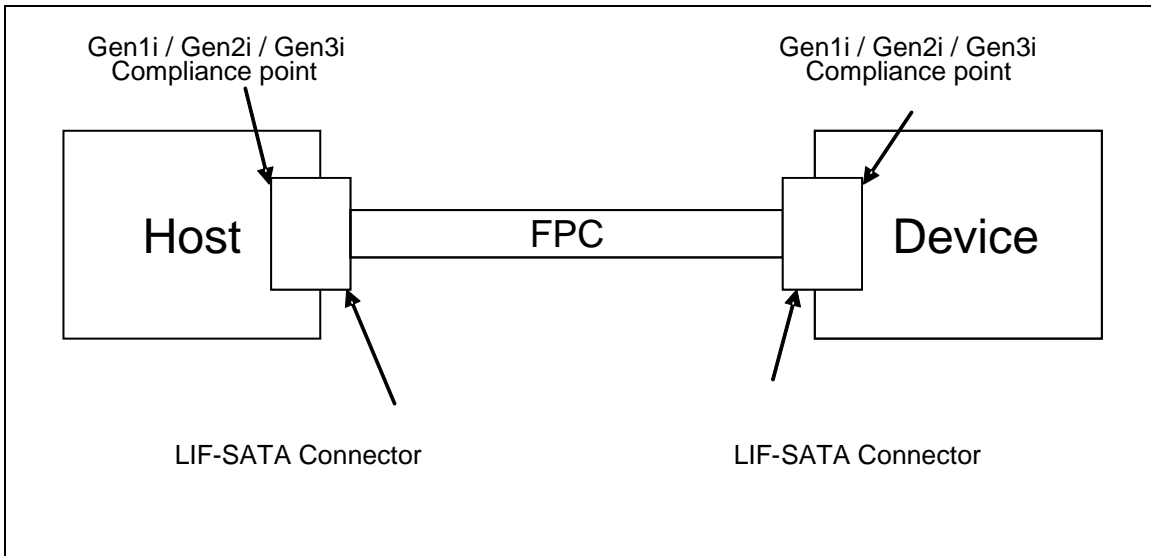 Gen1i / Gen2i / Gen3i
Compliance point
Gen1i / Gen2i / Gen3i
Compliance point
Host
FPC
Device
LIF-SATA Connector
LIF-SATA Connector